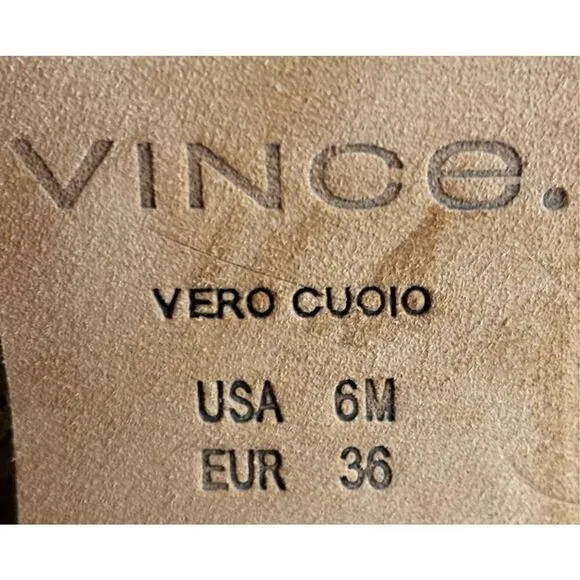 VINCe.
VERO CUOIO
USA 6M
EUR 36